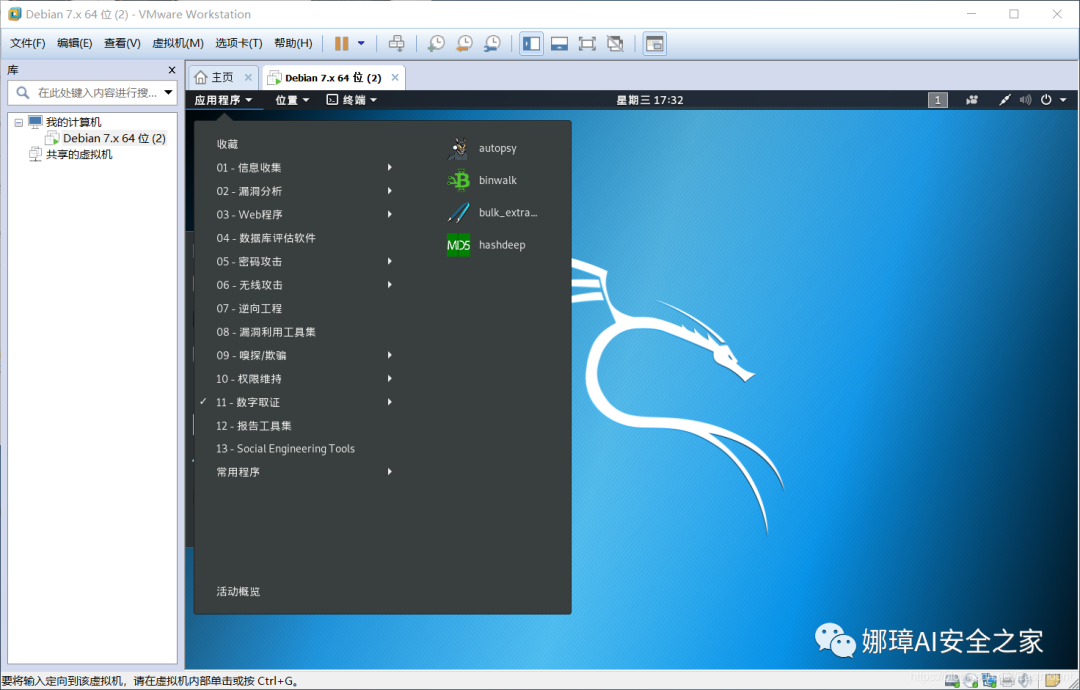 Debian 7.x 64 位 (2) - VMware Workstation
文件(F) 编辑(E) 查看(V) 虚拟机(M) 选项卡(T) 帮助(H)
库
在此处键入内容进行搜...
我的计算机
Debian 7.x 64 位 (2)
共享的虚拟机
主页
Debian 7.x 64 位 (2)
应用程序 位置 终端 星期三 17:32 1
收藏
01 - 信息收集
02 - 漏洞分析
03 - Web程序
04 - 数据库评估软件
05 - 密码攻击
06 - 无线攻击
07 - 逆向工程
08 - 漏洞利用工具集
09 - 嗅探/欺骗
10 - 权限维持
11 - 数字取证
12 - 报告工具集
13 - Social Engineering Tools
常用程序
活动概览
autopsy
binwalk
bulk_extra...
MD5 hashdeep
娜璋AI安全之家
要将输入定向到该虚拟机，请在虚拟机内部单击或按 Ctrl+G。